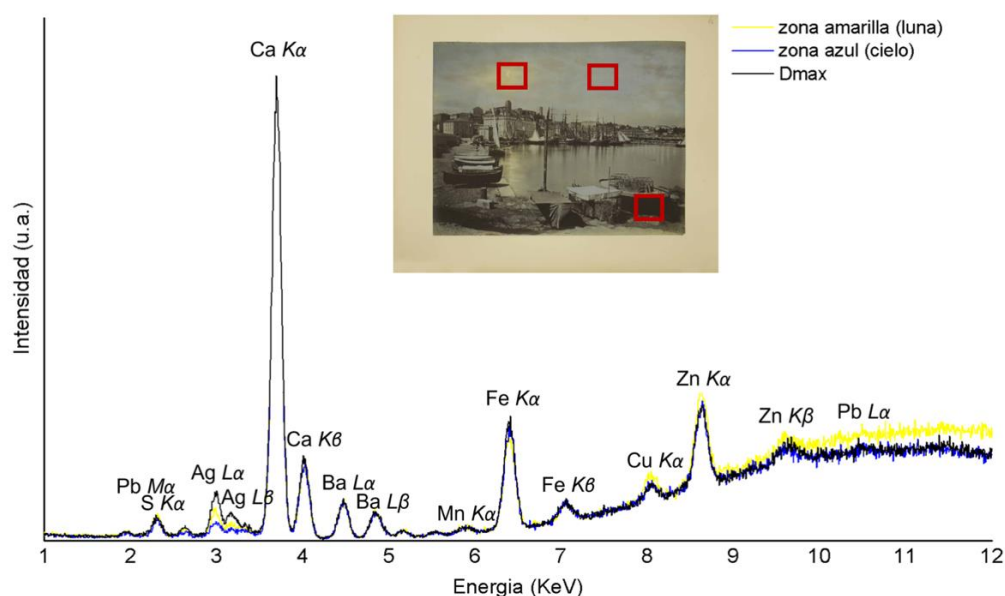 zona amarilla (luna)
zona azul (cielo)
Dmax
Intensidad (u.a.)
Ca Kα
Ca Kβ
Pb Mα
S Kα
Ag Lα
Ag Lβ
Ba Lα
Ba Lβ
Mn Kα
Fe Kα
Fe Kβ
Cu Kα
Zn Kα
Zn Kβ
Pb Lα
1 2 3 4 5 6 7 8 9 10 11 12
Energia (KeV)